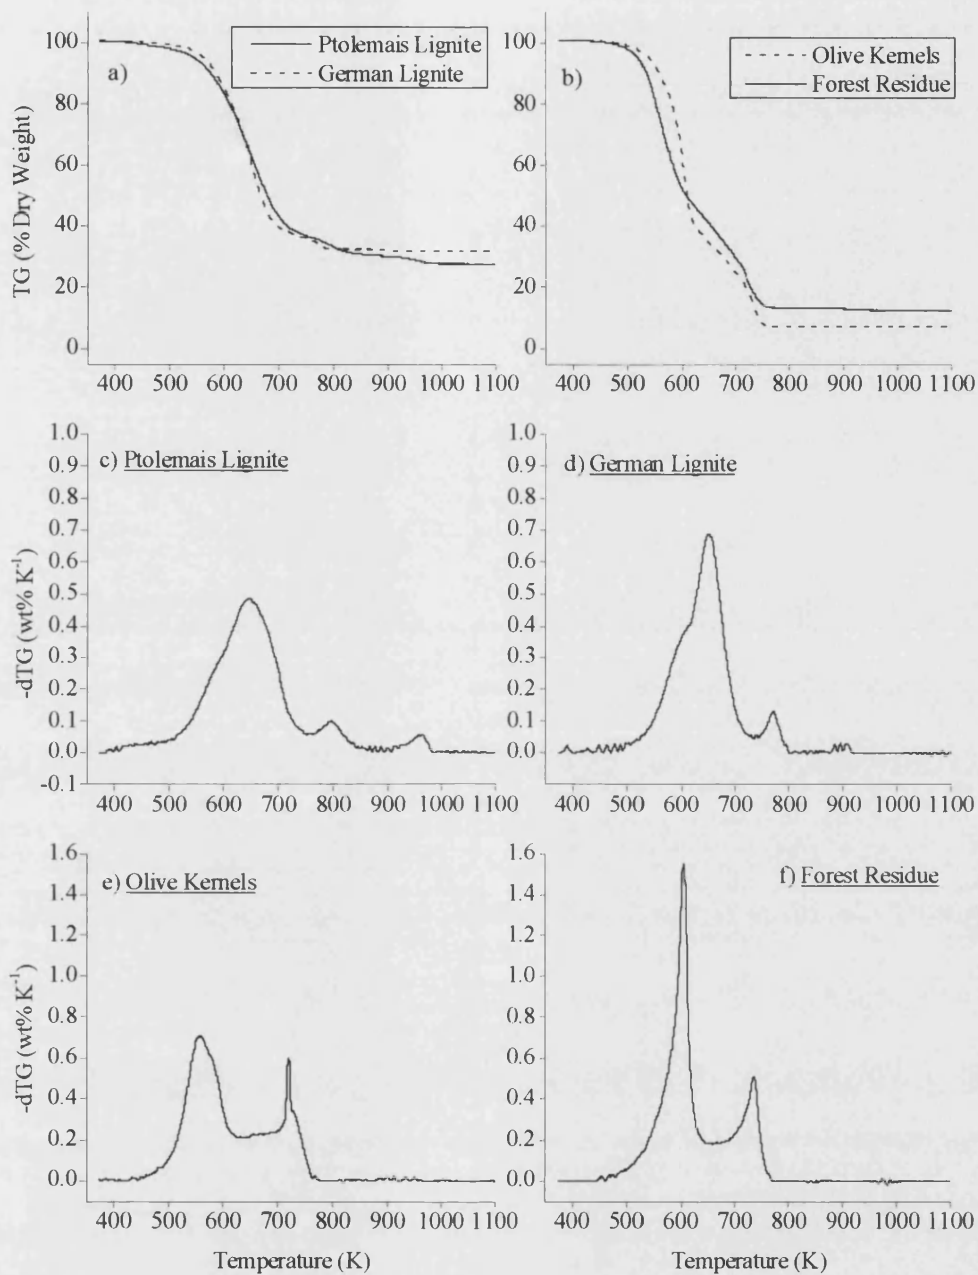 a)
Ptolemais Lignite
German Lignite
TG (% Dry Weight)
100
80
60
40
20
0
400 500 600 700 800 900 1000 1100
b)
Olive Kernels
Forest Residue
100
80
60
40
20
0
400 500 600 700 800 900 1000 1100
c) Ptolemais Lignite
-dTG (wt% K⁻¹)
1.0
0.9
0.8
0.7
0.6
0.5
0.4
0.3
0.2
0.1
0.0
-0.1
400 500 600 700 800 900 1000 1100
d) German Lignite
1.0
0.9
0.8
0.7
0.6
0.5
0.4
0.3
0.2
0.1
0.0
400 500 600 700 800 900 1000 1100
e) Olive Kernels
-dTG (wt% K⁻¹)
1.6
1.4
1.2
1.0
0.8
0.6
0.4
0.2
0.0
400 500 600 700 800 900 1000 1100
Temperature (K)
f) Forest Residue
1.6
1.4
1.2
1.0
0.8
0.6
0.4
0.2
0.0
400 500 600 700 800 900 1000 1100
Temperature (K)